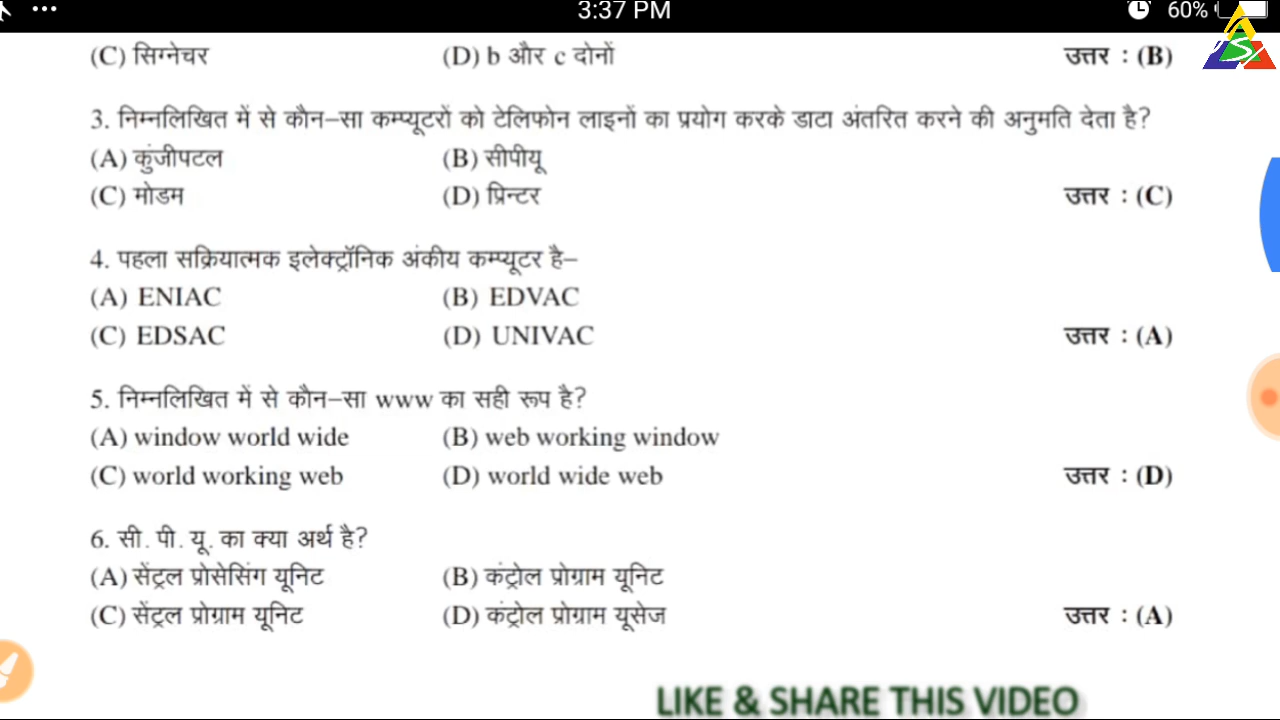 3:37 PM 60%
(C) सिग्नेचर (D) b और c दोनों उत्तर : (B)
3. निम्नलिखित में से कौन-सा कम्प्यूटरों को टेलिफोन लाइनों का प्रयोग करके डाटा अंतरित करने की अनुमति देता है?
(A) कुंजीपटल (B) सीपीयू
(C) मोडम (D) प्रिन्टर उत्तर : (C)
4. पहला सक्रियात्मक इलेक्ट्रॉनिक अंकीय कम्प्यूटर है-
(A) ENIAC (B) EDVAC
(C) EDSAC (D) UNIVAC उत्तर : (A)
5. निम्नलिखित में से कौन-सा www का सही रूप है?
(A) window world wide (B) web working window
(C) world working web (D) world wide web उत्तर : (D)
6. सी. पी. यू. का क्या अर्थ है?
(A) सेंट्रल प्रोसेसिंग यूनिट (B) कंट्रोल प्रोग्राम यूनिट
(C) सेंट्रल प्रोग्राम यूनिट (D) कंट्रोल प्रोग्राम यूसेज उत्तर : (A)
LIKE & SHARE THIS VIDEO